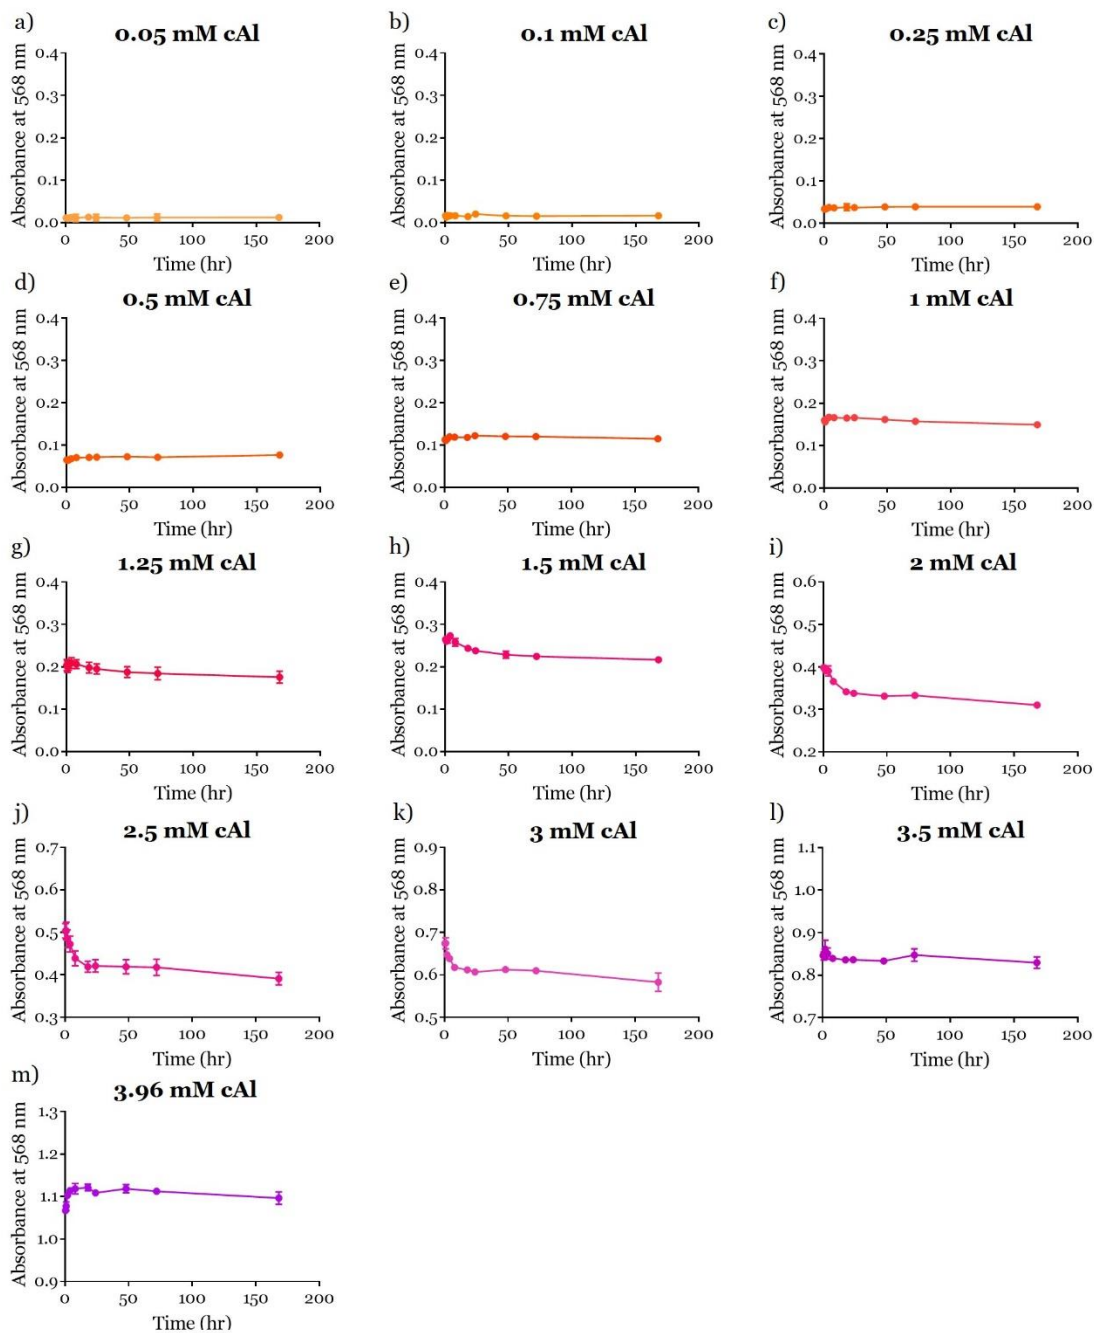 a) 0.05 mM cAl
Absorbance at 568 nm
0.4
0.3
0.2
0.1
0.0
0 50 100 150 200
Time (hr)
b) 0.1 mM cAl
Absorbance at 568 nm
0.4
0.3
0.2
0.1
0.0
0 50 100 150 200
Time (hr)
c) 0.25 mM cAl
Absorbance at 568 nm
0.4
0.3
0.2
0.1
0.0
0 50 100 150 200
Time (hr)
d) 0.5 mM cAl
Absorbance at 568 nm
0.4
0.3
0.2
0.1
0.0
0 50 100 150 200
Time (hr)
e) 0.75 mM cAl
Absorbance at 568 nm
0.4
0.3
0.2
0.1
0.0
0 50 100 150 200
Time (hr)
f) 1 mM cAl
Absorbance at 568 nm
0.4
0.3
0.2
0.1
0.0
0 50 100 150 200
Time (hr)
g) 1.25 mM cAl
Absorbance at 568 nm
0.4
0.3
0.2
0.1
0.0
0 50 100 150 200
Time (hr)
h) 1.5 mM cAl
Absorbance at 568 nm
0.4
0.3
0.2
0.1
0.0
0 50 100 150 200
Time (hr)
i) 2 mM cAl
Absorbance at 568 nm
0.6
0.5
0.4
0.3
0.2
0 50 100 150 200
Time (hr)
j) 2.5 mM cAl
Absorbance at 568 nm
0.7
0.6
0.5
0.4
0.3
0 50 100 150 200
Time (hr)
k) 3 mM cAl
Absorbance at 568 nm
0.9
0.8
0.7
0.6
0.5
0 50 100 150 200
Time (hr)
l) 3.5 mM cAl
Absorbance at 568 nm
1.1
1.0
0.9
0.8
0.7
0 50 100 150 200
Time (hr)
m) 3.96 mM cAl
Absorbance at 568 nm
1.3
1.2
1.1
1.0
0.9
0 50 100 150 200
Time (hr)